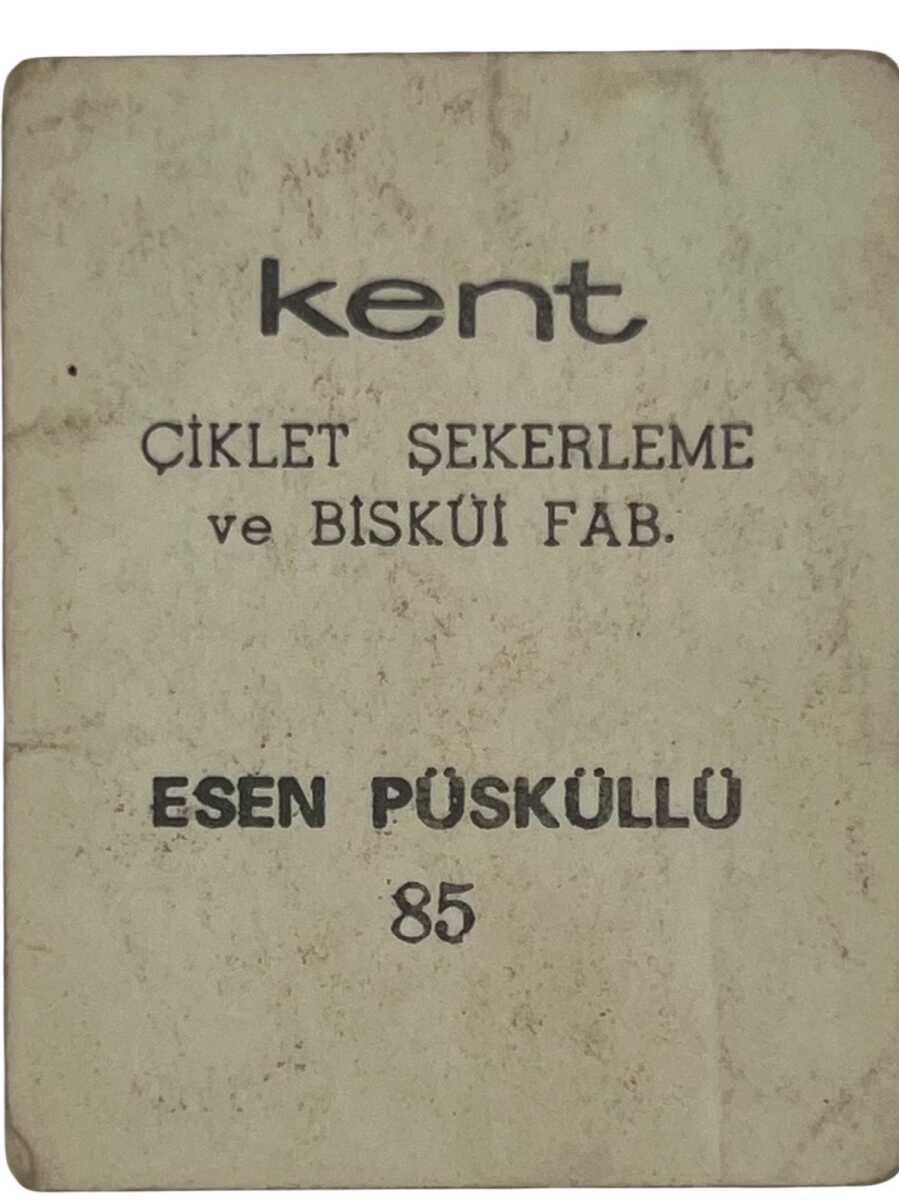 kent
ÇİKLET ŞEKERLEME
ve BİSKÜİ FAB.
ESEN PÜSKÜLLÜ
85